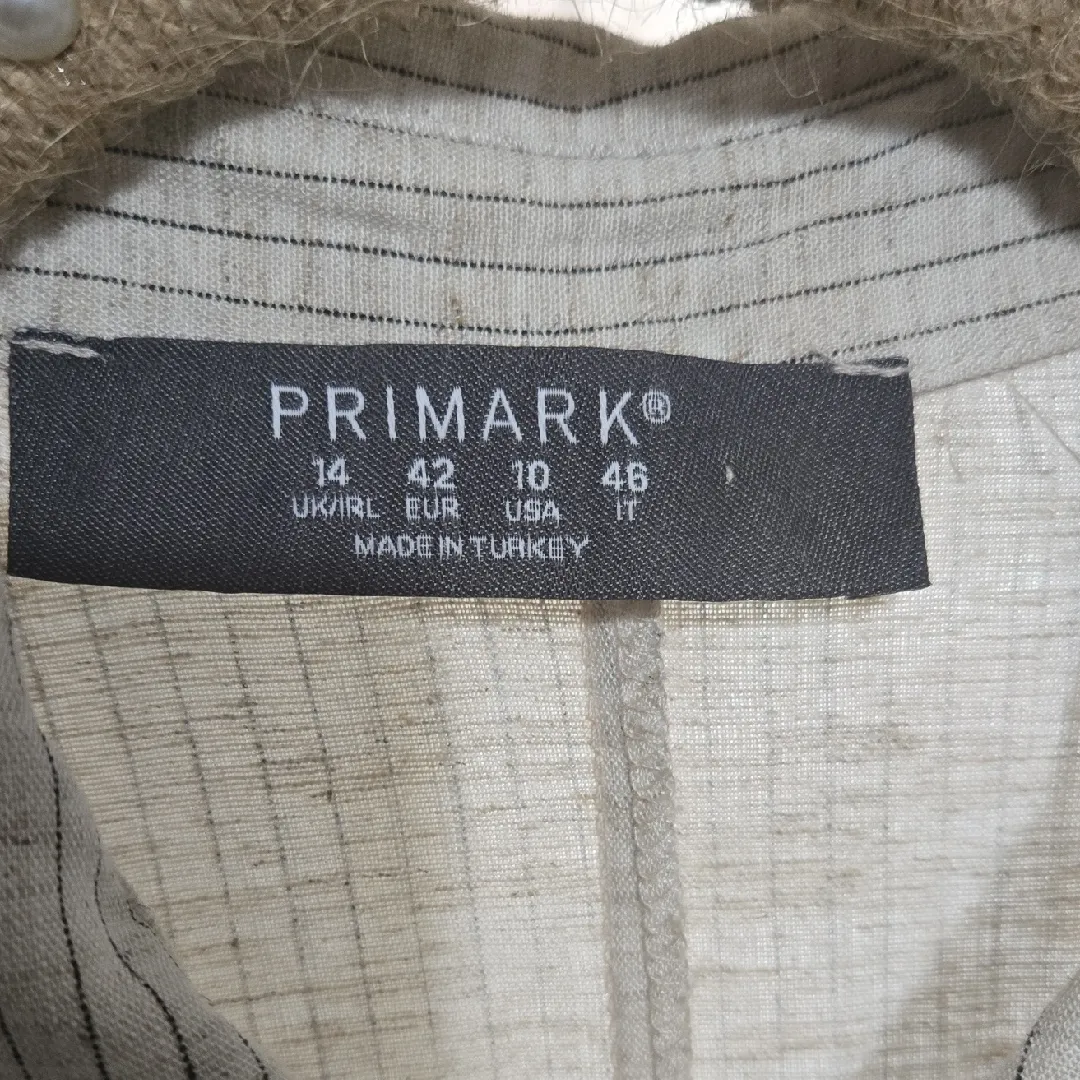 PRIMARK®
14 42 10 46
UK/IRL EUR USA IT
MADE IN TURKEY